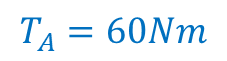 T_A = 60Nm